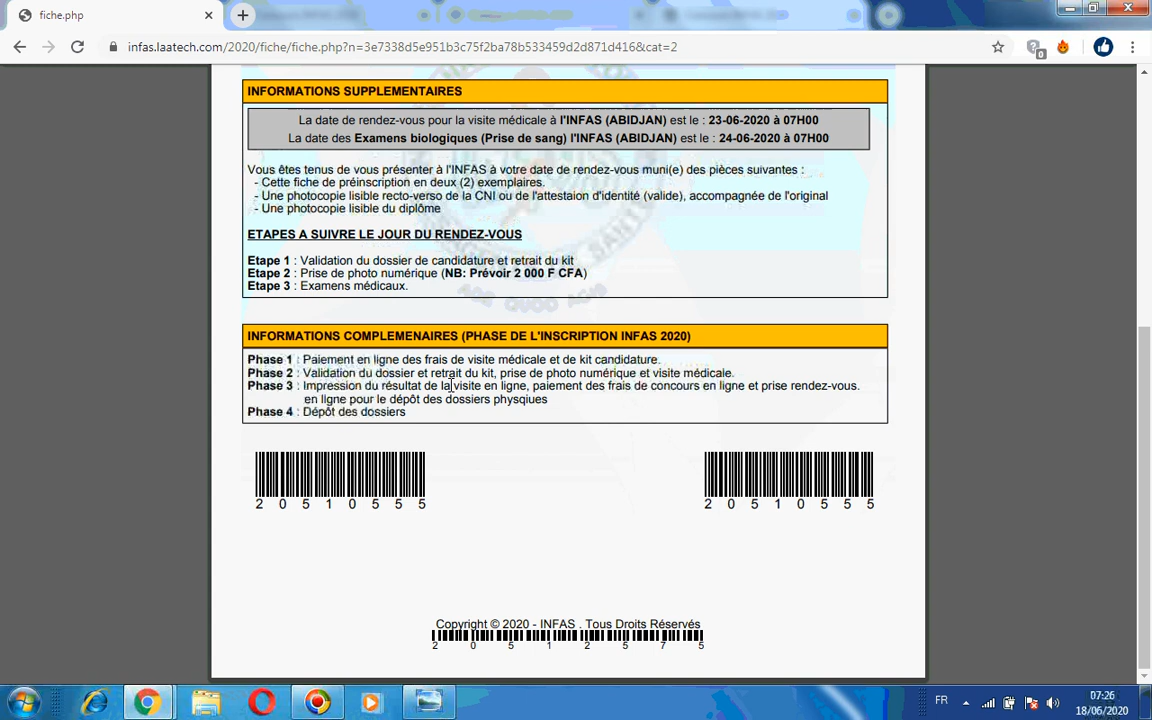 fiche.php
infas.laatech.com/2020/fiche/fiche.php?n=3e7338d5e951b3c75f2ba78b533459d2d871d416&cat=2
0
INFORMATIONS SUPPLEMENTAIRES
La date de rendez-vous pour la visite médicale à l'INFAS (ABIDJAN) est le : 23-06-2020 à 07H00
La date des Examens biologiques (Prise de sang) l'INFAS (ABIDJAN) est le : 24-06-2020 à 07H00
Vous êtes tenus de vous présenter à l'INFAS à votre date de rendez-vous muni(e) des pièces suivantes :
- Cette fiche de préinscription en deux (2) exemplaires.
- Une photocopie lisible recto-verso de la CNI ou de l'attestaion d'identité (valide), accompagnée de l'original
- Une photocopie lisible du diplôme
ETAPES A SUIVRE LE JOUR DU RENDEZ-VOUS
Etape 1 : Validation du dossier de candidature et retrait du kit
Etape 2 : Prise de photo numérique (NB: Prévoir 2 000 F CFA)
Etape 3 : Examens médicaux.
INFORMATIONS COMPLEMENAIRES (PHASE DE L'INSCRIPTION INFAS 2020)
Phase 1 : Paiement en ligne des frais de visite médicale et de kit candidature.
Phase 2 : Validation du dossier et retrait du kit, prise de photo numérique et visite médicale.
Phase 3 : Impression du résultat de la visite en ligne, paiement des frais de concours en ligne et prise rendez-vous.
en ligne pour le dépôt des dossiers physqiues
Phase 4 : Dépôt des dossiers
2 0 5 1 0 5 5 5
2 0 5 1 0 5 5 5
Copyright © 2020 - INFAS . Tous Droits Réservés
2 0 5 1 2 5 7 5
FR
07:26
18/06/2020